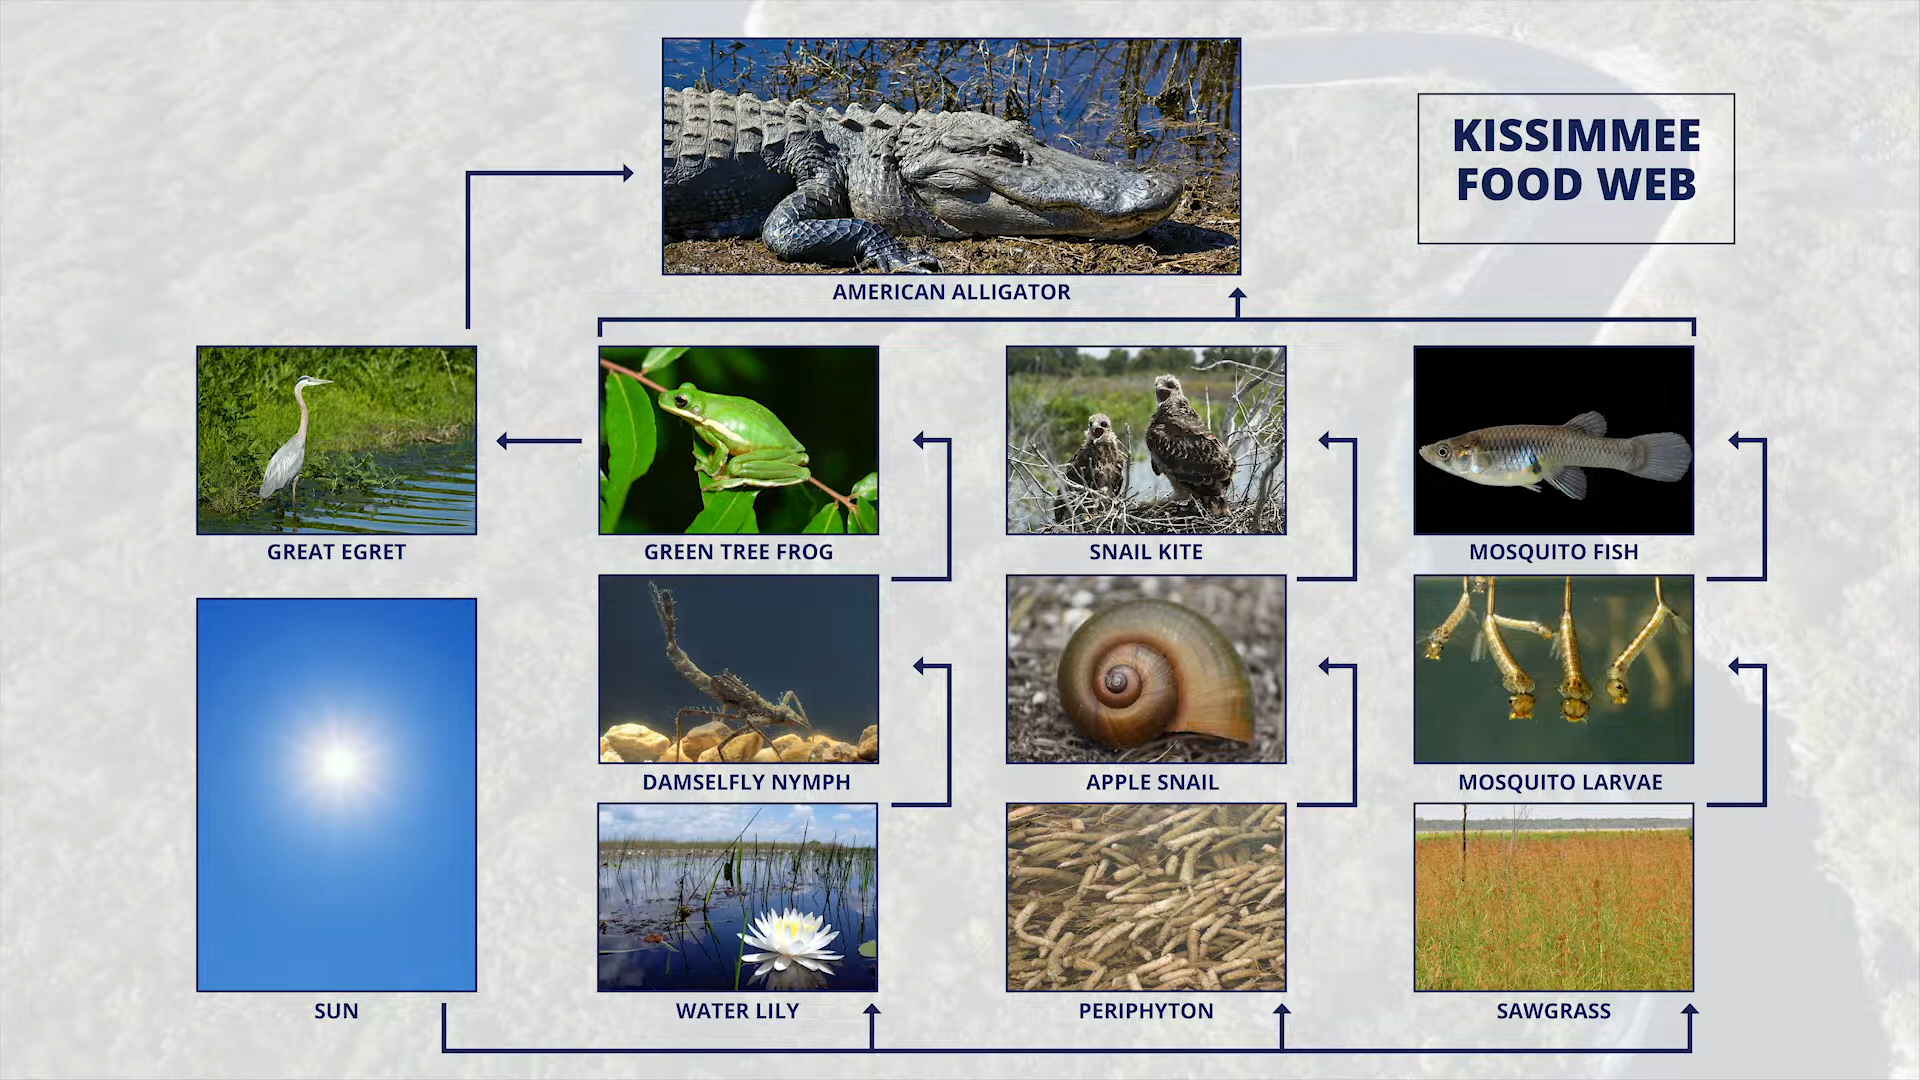 KISSIMMEE
FOOD WEB
AMERICAN ALLIGATOR
GREAT EGRET
GREEN TREE FROG
SNAIL KITE
MOSQUITO FISH
DAMSELFLY NYMPH
APPLE SNAIL
MOSQUITO LARVAE
SUN
WATER LILY
PERIPHYTON
SAWGRASS